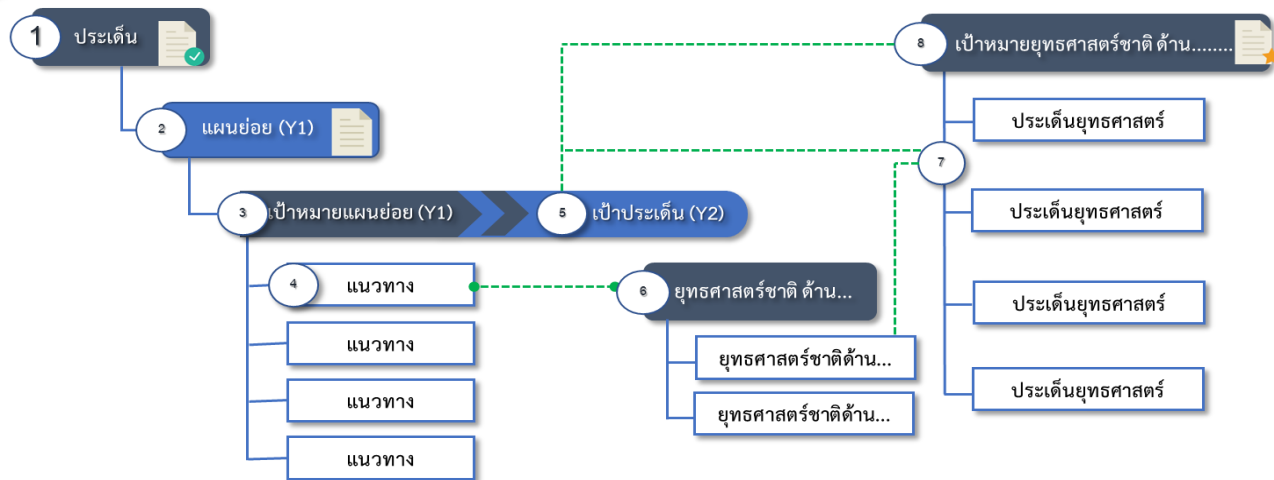 1 ประเด็น
8 เป้าหมายยุทธศาสตร์ชาติ ด้าน........
2 แผนย่อย (Y1)
ประเด็นยุทธศาสตร์
7
3 เป้าหมายแผนย่อย (Y1)
5 เป้าประเด็น (Y2)
ประเด็นยุทธศาสตร์
4 แนวทาง
6 ยุทธศาสตร์ชาติ ด้าน...
ประเด็นยุทธศาสตร์
แนวทาง
ยุทธศาสตร์ชาติด้าน...
ประเด็นยุทธศาสตร์
แนวทาง
ยุทธศาสตร์ชาติด้าน...
แนวทาง